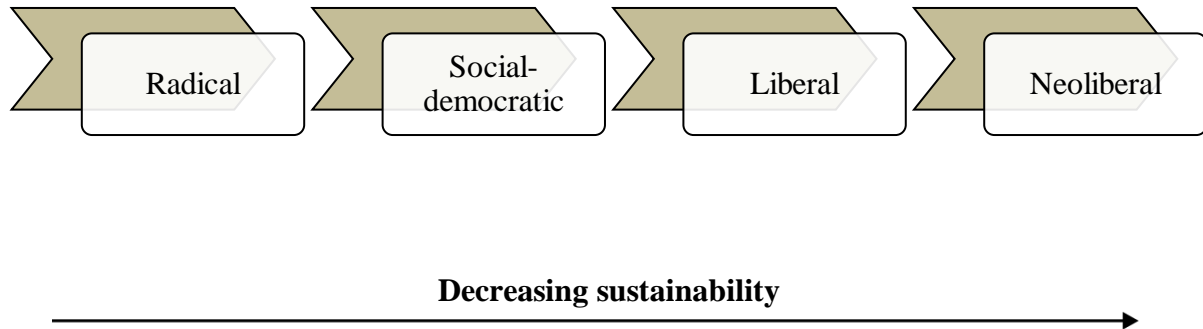 Radical
Social-
democratic
Liberal
Neoliberal
Decreasing sustainability